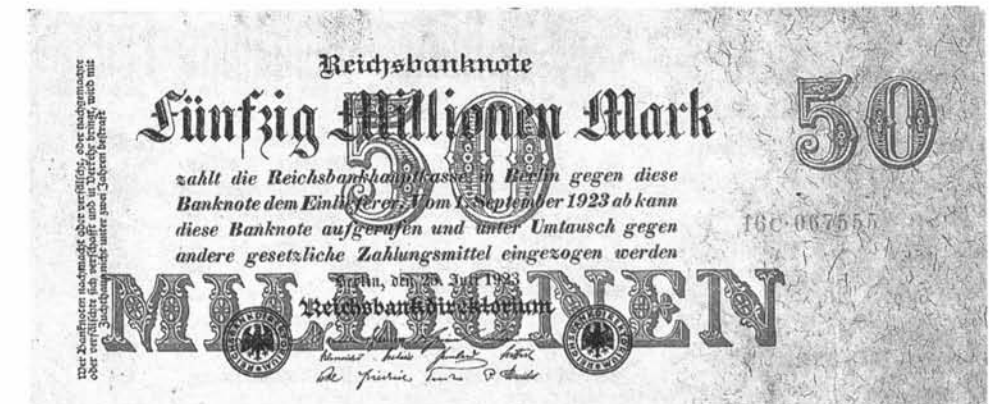 Reichsbanknote
Fünfzig Millionen Mark
50
50
zahlt die Reichsbankhauptkasse in Berlin gegen diese
Banknote dem Einlieferer. Vom 1. September 1923 ab kann
diese Banknote aufgerufen und unter Umtausch gegen
andere gesetzliche Zahlungsmittel eingezogen werden
Berlin, den 25. Juli 1923
Reichsbankdirektorium
MILLIONEN
16C·067555
Wer Banknoten nachmacht oder verfälscht, oder nachgemachte
oder verfälschte sich verschafft und in Verkehr bringt, wird mit
Zuchthaus nicht unter zwei Jahren bestraft